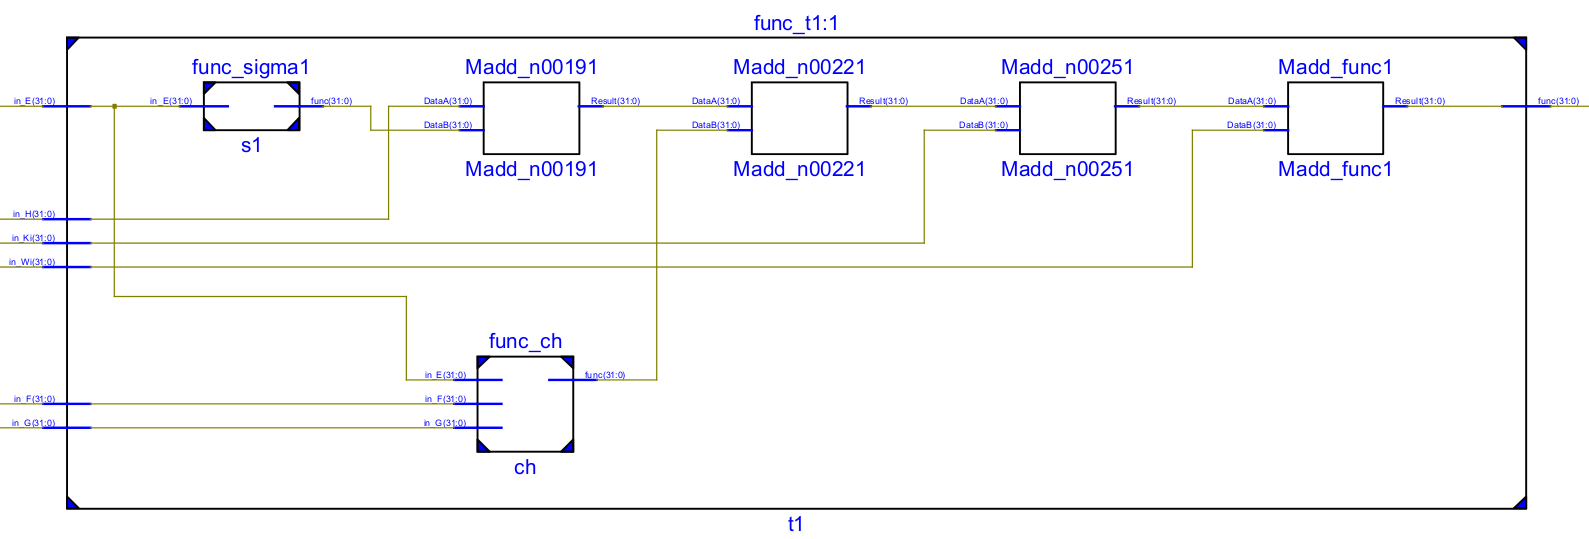 func_t1:1
func_sigma1
Madd_n00191
Madd_n00221
Madd_n00251
Madd_func1
in_E(31:0)
in_E(31:0)
func(31:0)
DataA(31:0)
Result(31:0)
DataA(31:0)
Result(31:0)
DataA(31:0)
Result(31:0)
DataA(31:0)
Result(31:0)
func(31:0)
DataB(31:0)
DataB(31:0)
DataB(31:0)
DataB(31:0)
s1
Madd_n00191
Madd_n00221
Madd_n00251
Madd_func1
in_H(31:0)
in_Ki(31:0)
in_Wi(31:0)
func_ch
in_E(31:0)
func(31:0)
in_F(31:0)
in_F(31:0)
in_G(31:0)
in_G(31:0)
ch
t1